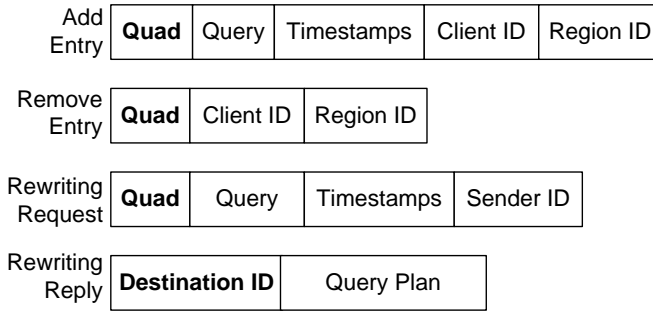 Add Entry Quad Query Timestamps Client ID Region ID
Remove Entry Quad Client ID Region ID
Rewriting Request Quad Query Timestamps Sender ID
Rewriting Reply Destination ID Query Plan